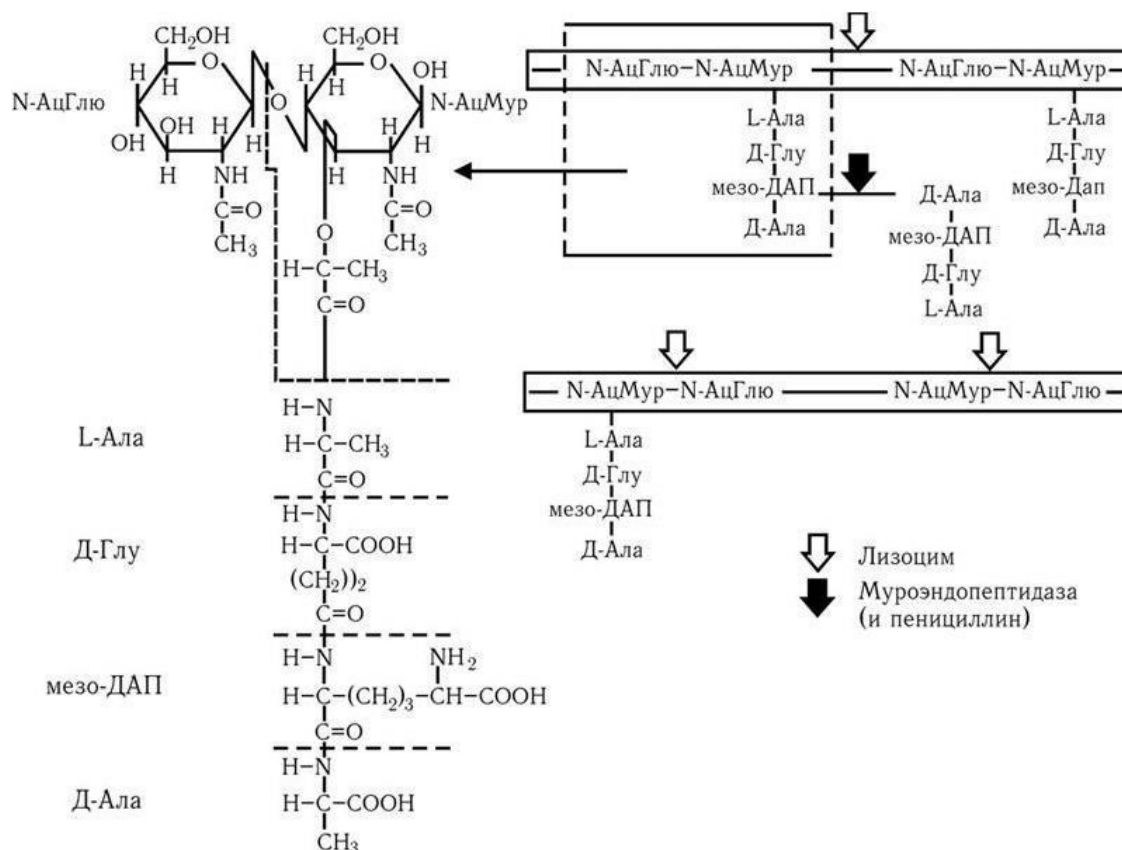 CH₂OH
CH₂OH
N-АцГлю
H
H
H
O
H
OH
H
OH
H
H
NH
C=O
CH₃
O
H
H
H
O
OH
H
H
H
NH
C=O
CH₃
N-АцМур
O
H-C-CH₃
C=O
L-Ала
H-N
H-C-CH₃
C=O
Д-Глу
H-N
H-C-COOH
(CH₂))₂
C=O
мезо-ДАП
H-N
NH₂
H-C-(CH₂)₃-CH-COOH
C=O
Д-Ала
H-N
H-C-COOH
CH₃
N-АцГлю-N-АцМур
N-АцГлю-N-АцМур
L-Ала
Д-Глу
мезо-ДАП
Д-Ала
Д-Ала
мезо-ДАП
Д-Глу
L-Ала
L-Ала
Д-Глу
мезо-Дап
Д-Ала
N-АцМур-N-АцГлю
N-АцМур-N-АцГлю
L-Ала
Д-Глу
мезо-ДАП
Д-Ала
Лизоцим
Муроэндопептидаза
(и пенициллин)